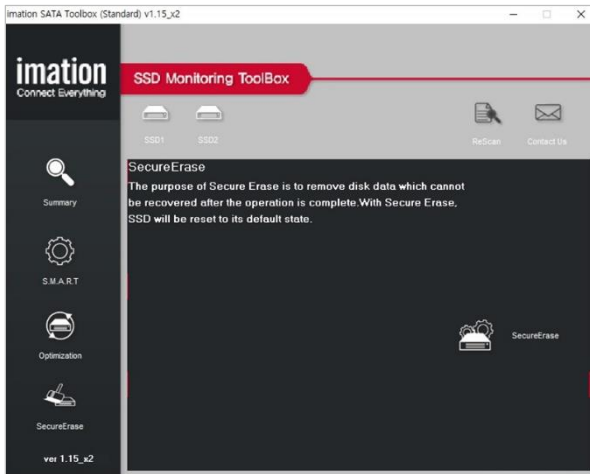 imation SATA Toolbox (Standard) v1.15_x2
imation
Connect Everything
SSD Monitoring ToolBox
SSD1
SSD2
ReScan
Contact Us
Summary
S.M.A.R.T
Optimization
SecureErase
ver 1.15_x2
SecureErase
The purpose of Secure Erase is to remove disk data which cannot
be recovered after the operation is complete.With Secure Erase,
SSD will be reset to its default state.
SecureErase